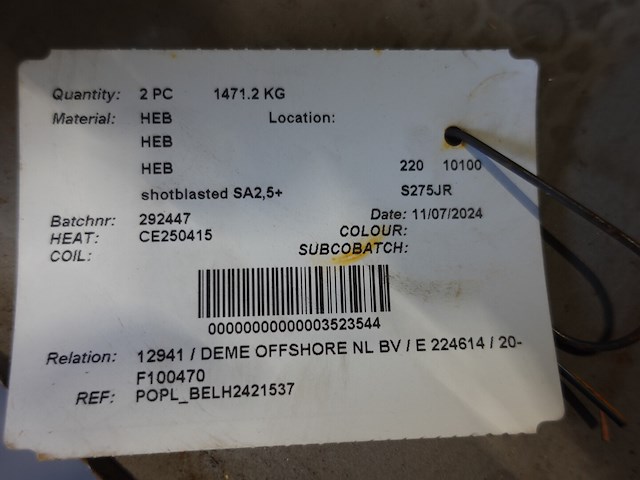 Quantity: 2 PC 1471.2 KG
Material: HEB Location:
HEB
HEB 220 10100
shotblasted SA2,5+ S275JR
Batchnr: 292447 Date: 11/07/2024
HEAT: CE250415 COLOUR:
COIL: SUBCOBATCH:
00000000000003523544
Relation: 12941 / DEME OFFSHORE NL BV / E 224614 / 20-
F100470
REF: POPL_BELH2421537